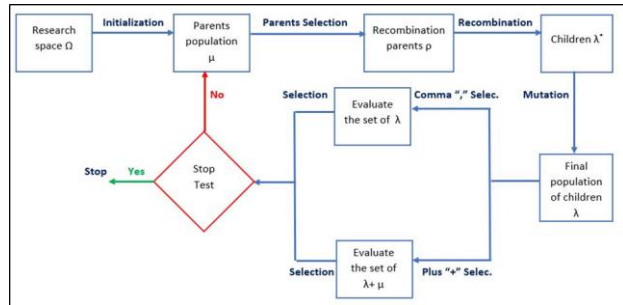 Research
space Ω
Initialization
Parents
population
μ
Parents Selection
Recombination
parents ρ
Recombination
Children λ*
No
Selection
Evaluate
the set of λ
Comma “,” Selec.
Mutation
Stop
Yes
Stop
Test
Final
population
of children
λ
Selection
Evaluate
the set of
λ+ μ
Plus “+” Selec.